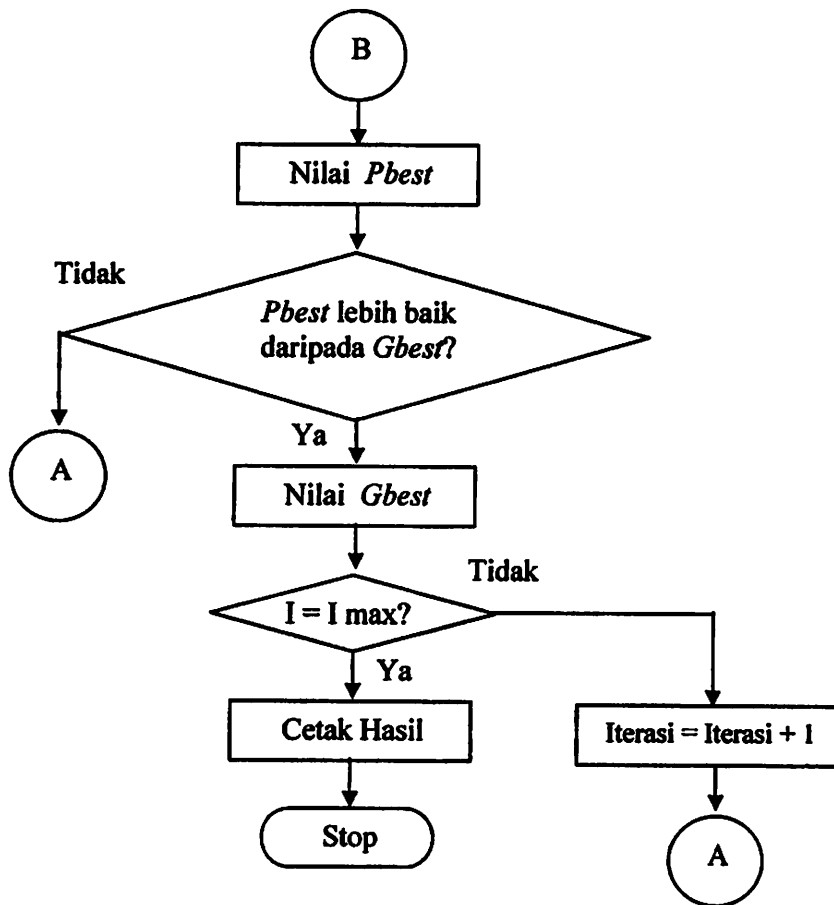 B
Nilai Pbest
Tidak
Pbest lebih baik
daripada Gbest?
Ya
A
Nilai Gbest
Tidak
I = I max?
Ya
Cetak Hasil
Iterasi = Iterasi + 1
Stop
A